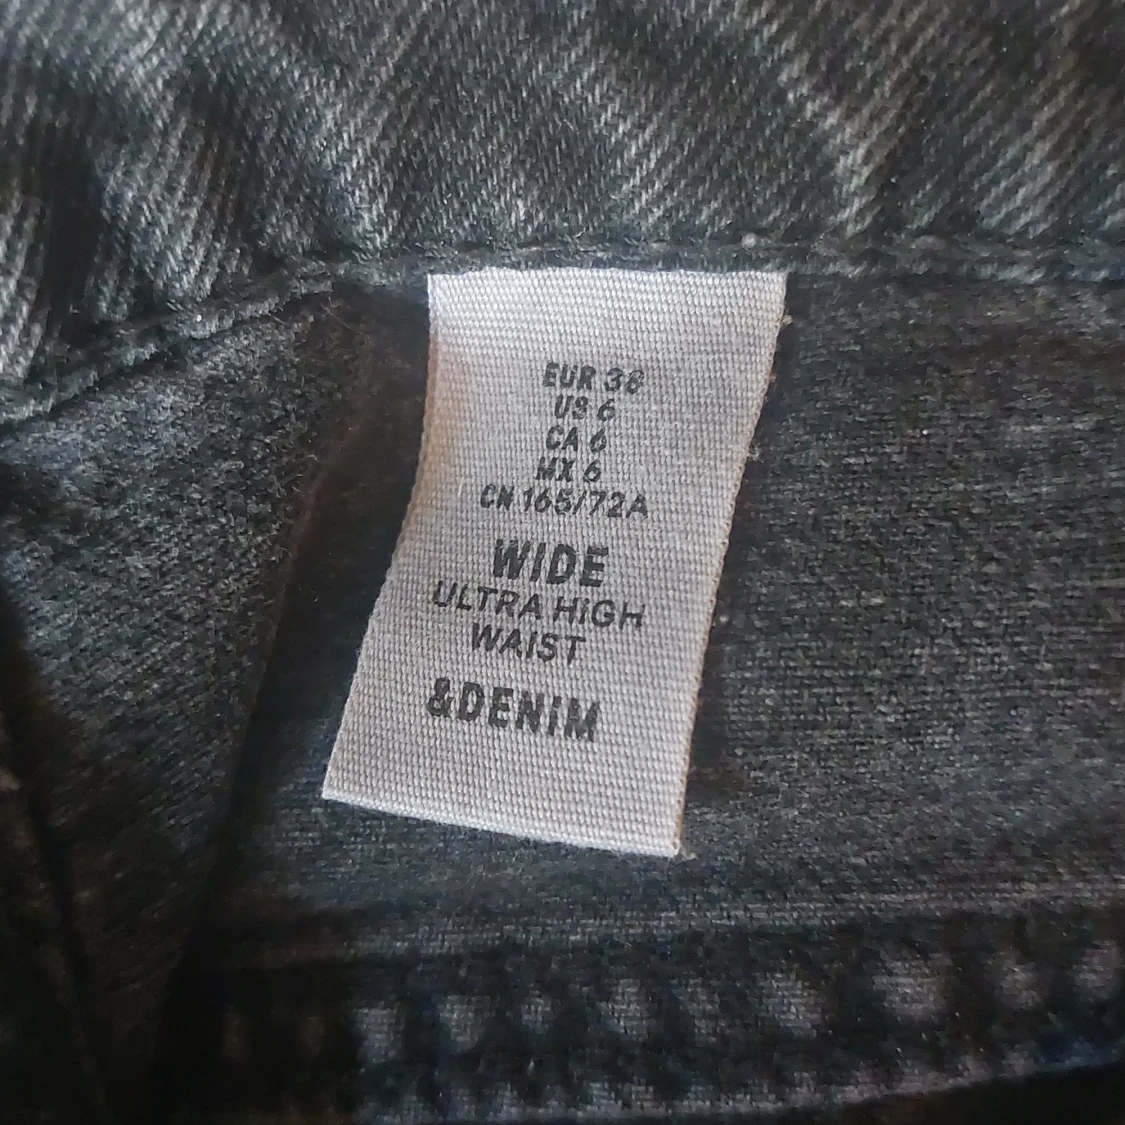 EUR 38
US 6
CA 6
MX 6
CN 165/72A
WIDE
ULTRA HIGH
WAIST
&DENIM